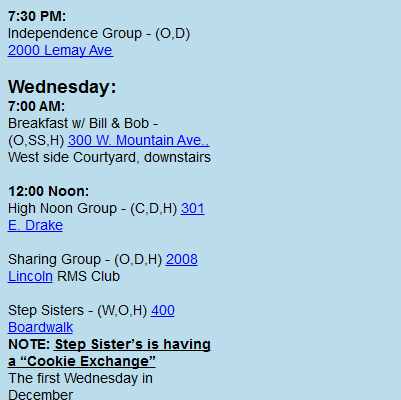 7:30 PM:
Independence Group - (O,D)
2000 Lemay Ave
Wednesday:
7:00 AM:
Breakfast w/ Bill & Bob -
(O,SS,H) 300 W. Mountain Ave.,
West side Courtyard, downstairs
12:00 Noon:
High Noon Group - (C,D,H) 301
E. Drake
Sharing Group - (O,D,H) 2008
Lincoln RMS Club
Step Sisters - (W,O,H) 400
Boardwalk
NOTE: Step Sister's is having
a “Cookie Exchange”
The first Wednesday in
December